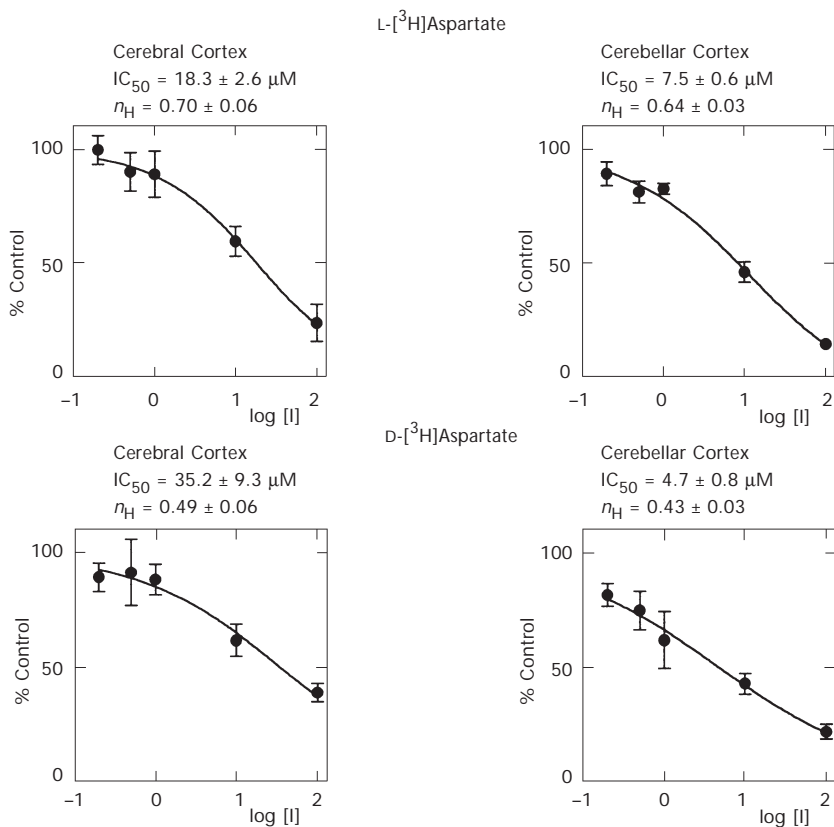 L-[³H]Aspartate
Cerebral Cortex
IC₅₀ = 18.3 ± 2.6 µM
n_H = 0.70 ± 0.06
% Control
100
50
0
–1 0 1 2
log [I]
Cerebellar Cortex
IC₅₀ = 7.5 ± 0.6 µM
n_H = 0.64 ± 0.03
% Control
100
50
0
–1 0 1 2
log [I]
D-[³H]Aspartate
Cerebral Cortex
IC₅₀ = 35.2 ± 9.3 µM
n_H = 0.49 ± 0.06
% Control
100
50
0
–1 0 1 2
log [I]
Cerebellar Cortex
IC₅₀ = 4.7 ± 0.8 µM
n_H = 0.43 ± 0.03
% Control
100
50
0
–1 0 1 2
log [I]